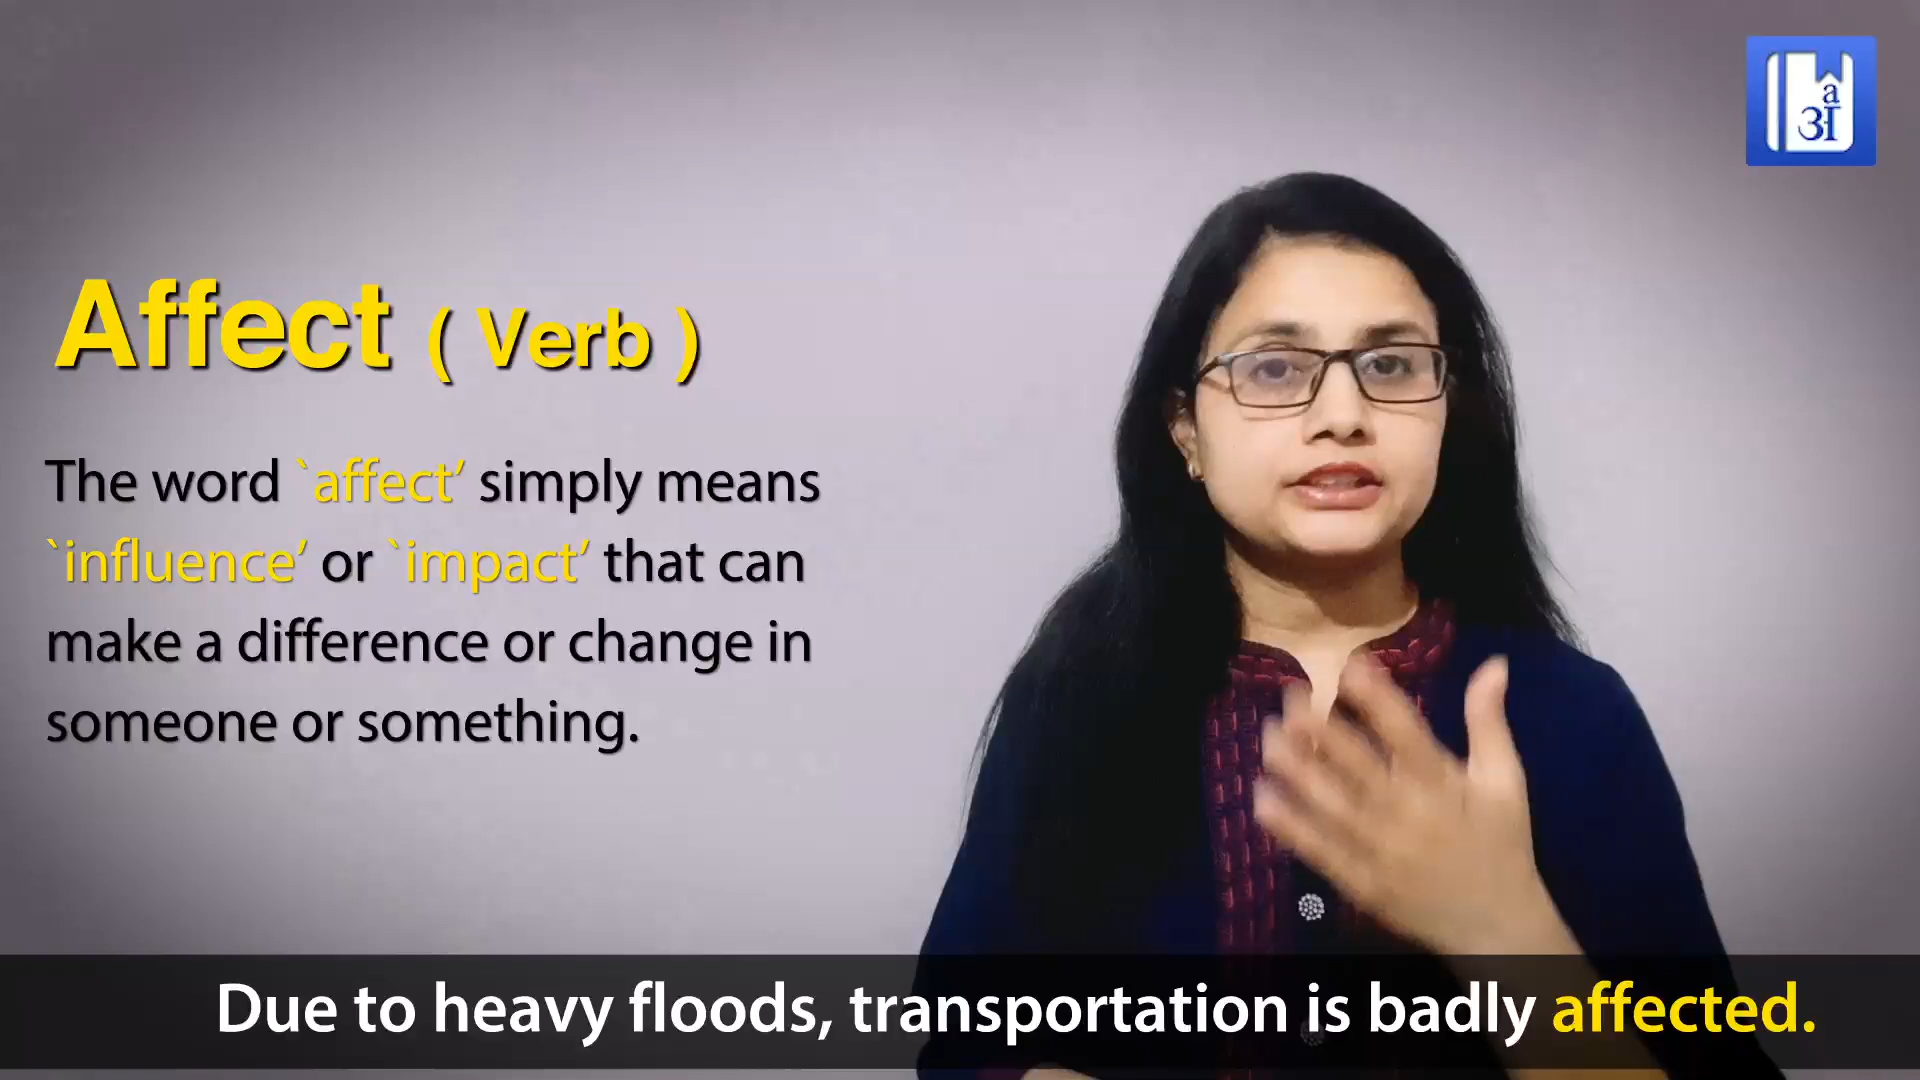 a
अ
Affect ( Verb )
The word `affect’ simply means
`influence’ or `impact’ that can
make a difference or change in
someone or something.
Due to heavy floods, transportation is badly affected.